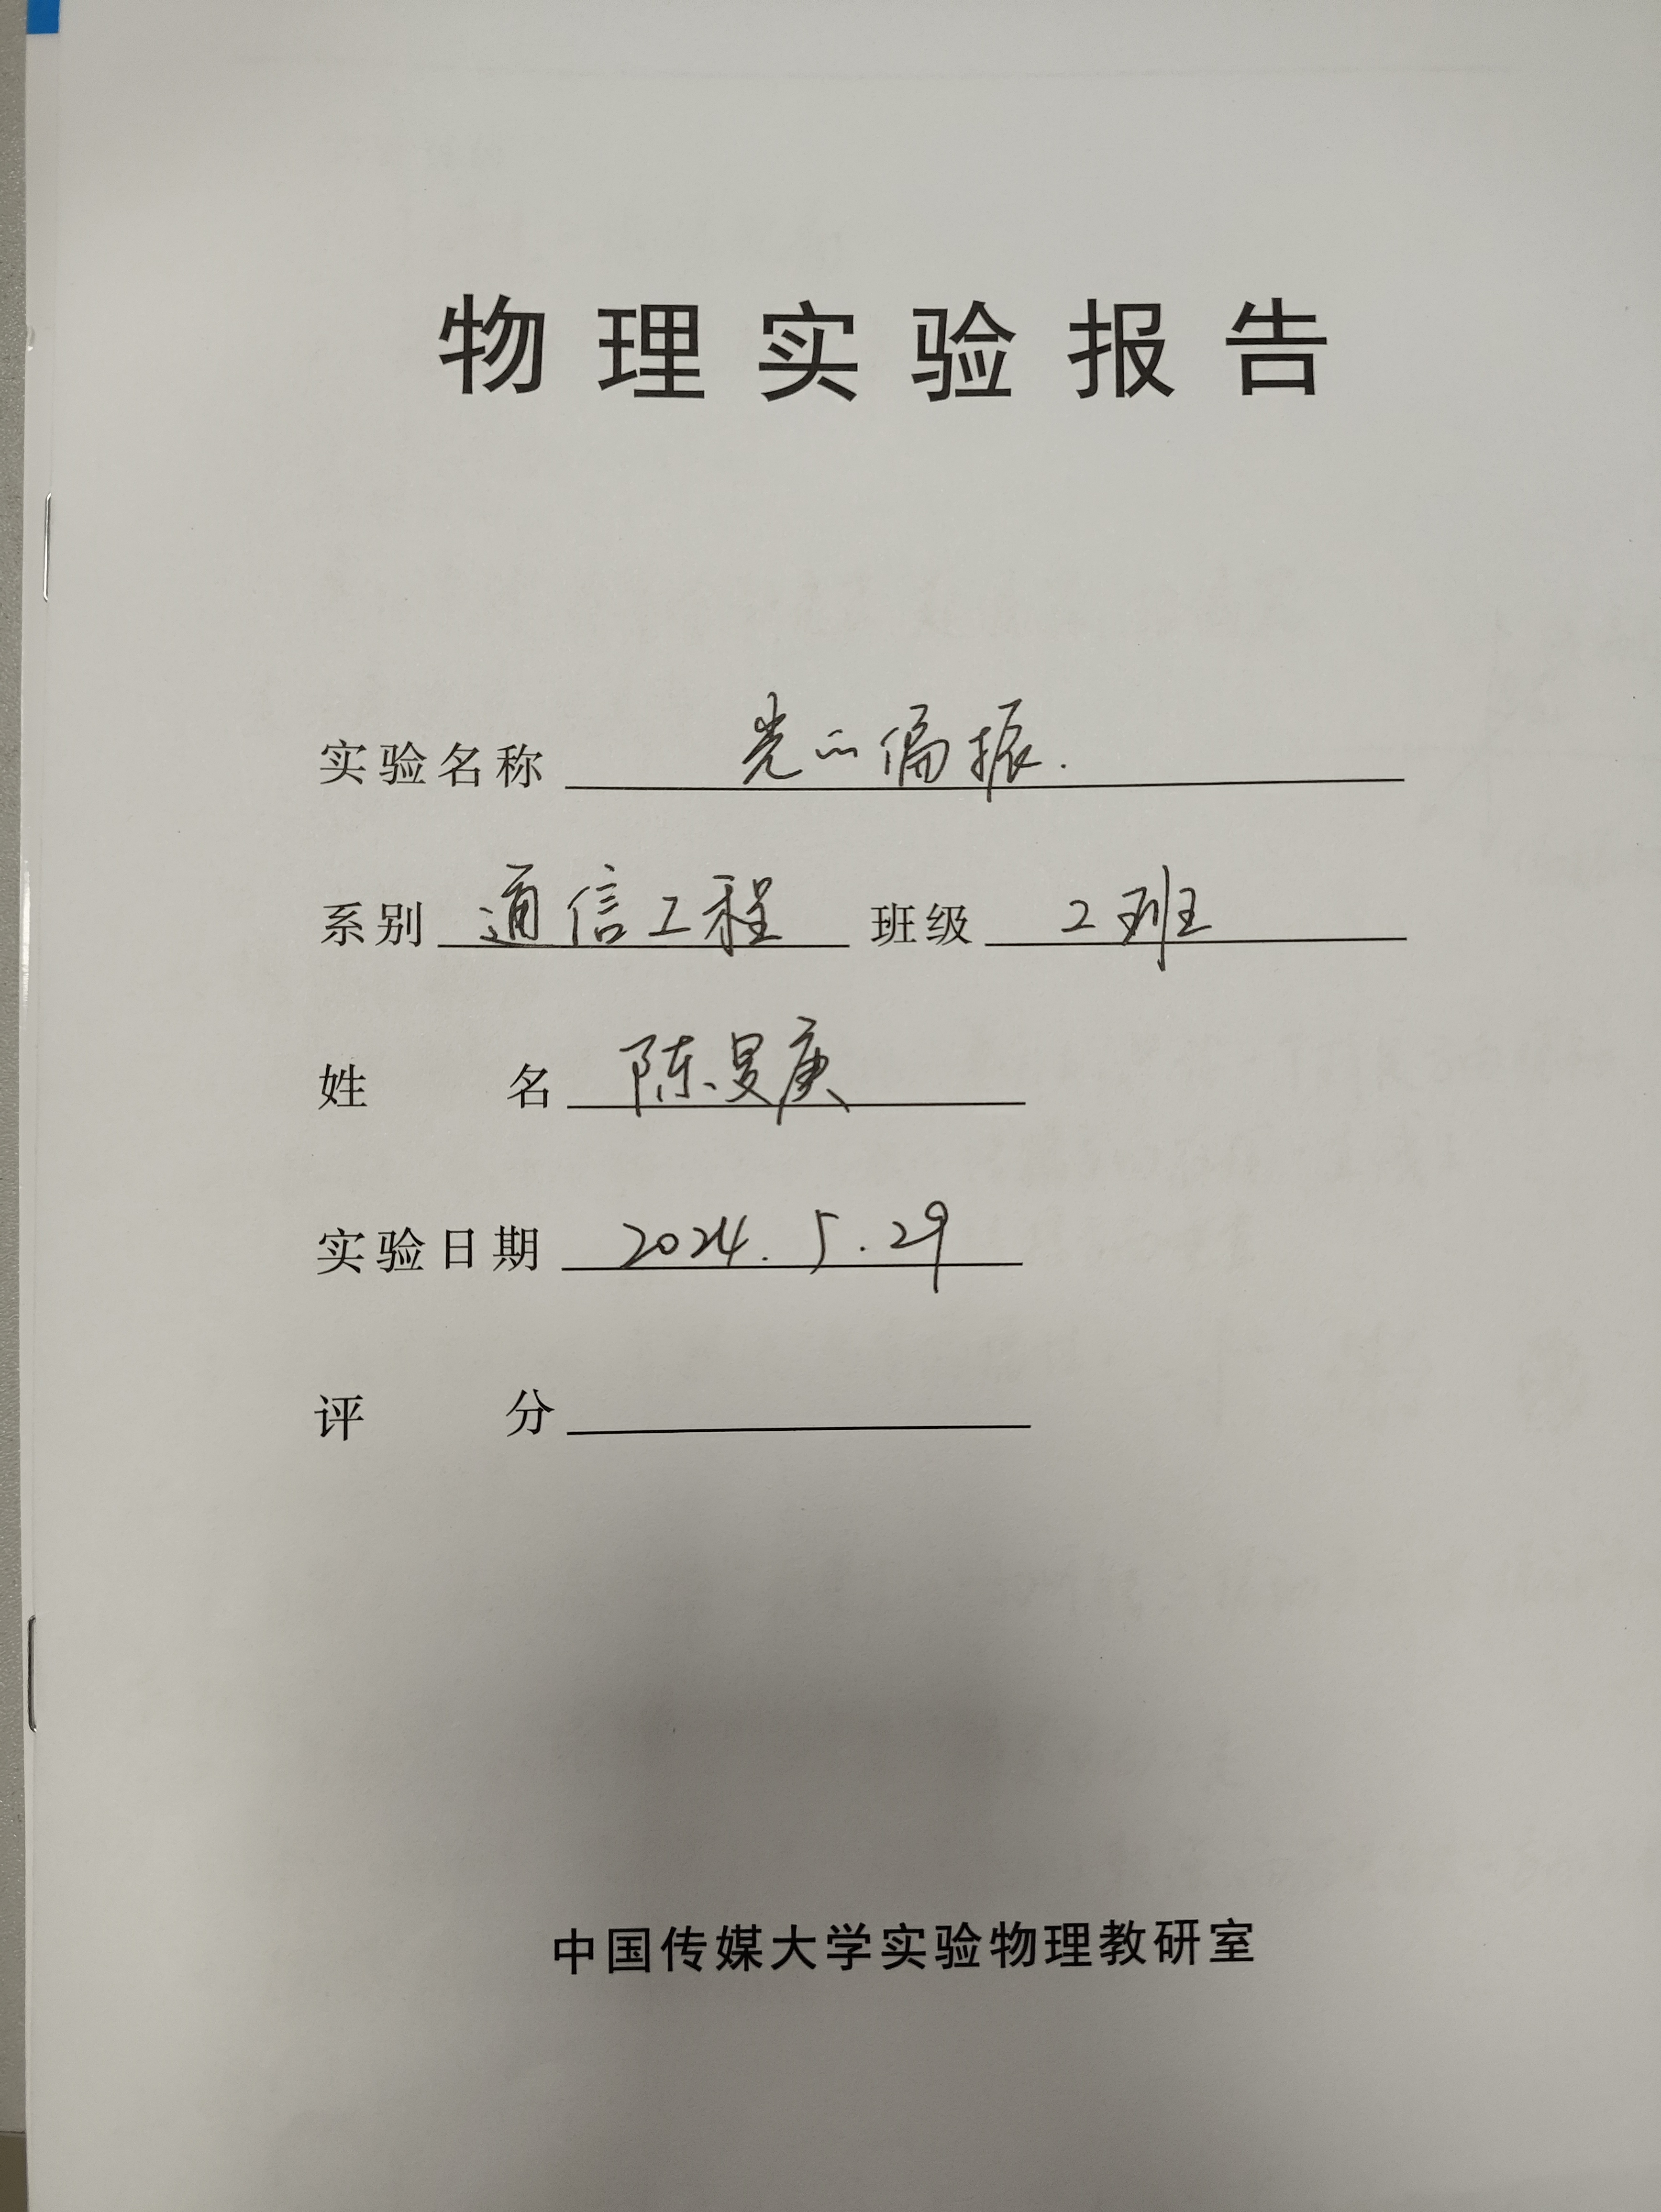 物理实验报告
实验名称 光的偏振.
系别 通信工程 班级 2班
姓名 陈旻庚
实验日期 2024.5.29
评分
中国传媒大学实验物理教研室